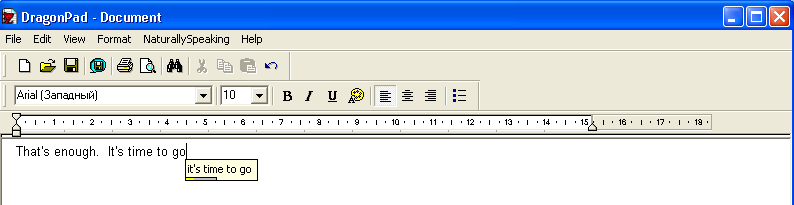 DragonPad - Document
File Edit View Format NaturallySpeaking Help
Arial (Западный) 10 B I U
1 2 3 4 5 6 7 8 9 10 11 12 13 14 15 16 17 18
That's enough.  It's time to go
it's time to go